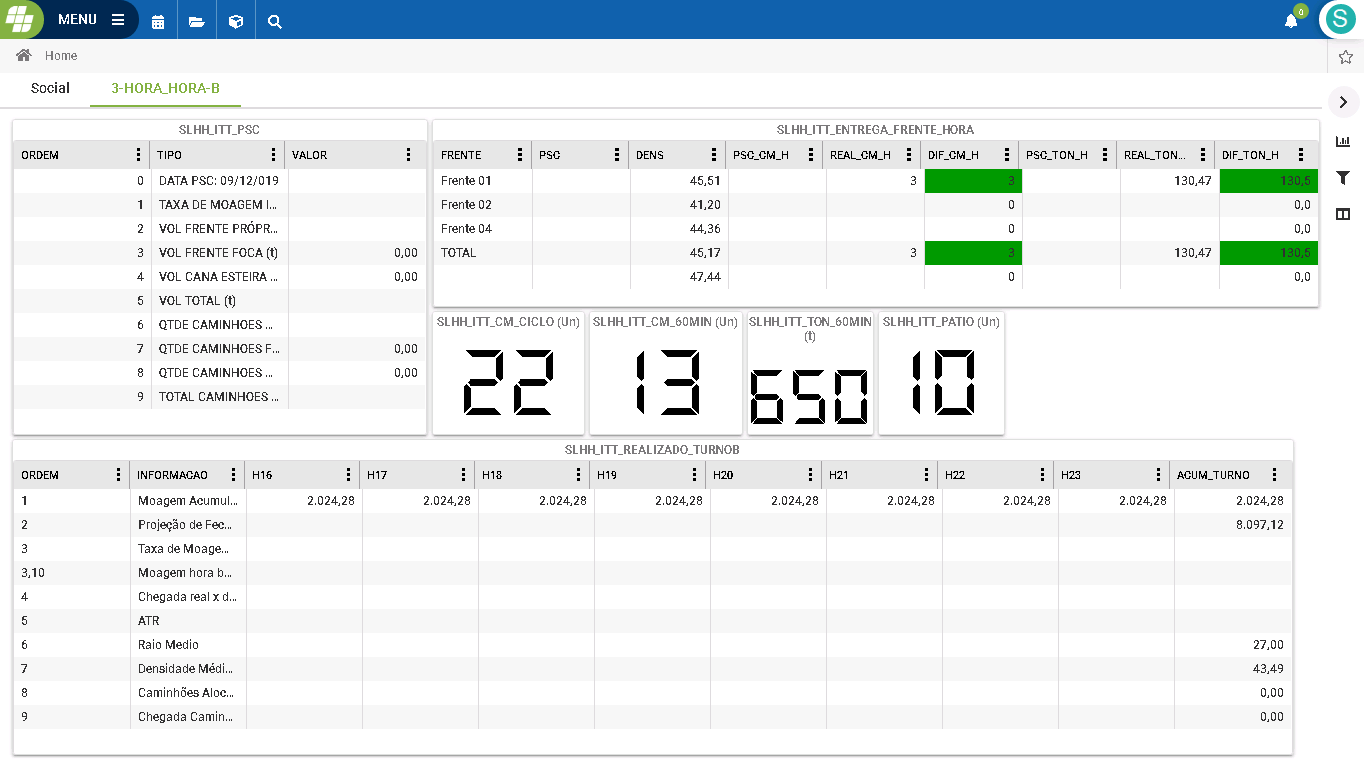 MENU
0
S
Home
Social 3-HORA_HORA-B
SLHH_ITT_PSC
ORDEM TIPO VALOR
0 DATA PSC: 09/12/019
1 TAXA DE MOAGEM I...
2 VOL FRENTE PRÓPR...
3 VOL FRENTE FOCA (t) 0,00
4 VOL CANA ESTEIRA ... 0,00
5 VOL TOTAL (t)
6 QTDE CAMINHOES ...
7 QTDE CAMINHOES F... 0,00
8 QTDE CAMINHOES ... 0,00
9 TOTAL CAMINHOES ...
SLHH_ITT_ENTREGA_FRENTE_HORA
FRENTE PSC DENS PSC_CM_H REAL_CM_H DIF_CM_H PSC_TON_H REAL_TON... DIF_TON_H
Frente 01 45,51 3 3 130,47 130,5
Frente 02 41,20 0 0,0
Frente 04 44,36 0 0,0
TOTAL 45,17 3 3 130,47 130,5
47,44 0 0,0
SLHH_ITT_CM_CICLO (Un)
22
SLHH_ITT_CM_60MIN (Un)
13
SLHH_ITT_TON_60MIN
(t)
650
SLHH_ITT_PATIO (Un)
10
SLHH_ITT_REALIZADO_TURNOB
ORDEM INFORMACAO H16 H17 H18 H19 H20 H21 H22 H23 ACUM_TURNO
1 Moagem Acumul... 2.024,28 2.024,28 2.024,28 2.024,28 2.024,28 2.024,28 2.024,28 2.024,28 2.024,28
2 Projeção de Fec... 8.097,12
3 Taxa de Moage...
3,10 Moagem hora b...
4 Chegada real x d...
5 ATR
6 Raio Medio 27,00
7 Densidade Médi... 43,49
8 Caminhões Aloc... 0,00
9 Chegada Camin... 0,00